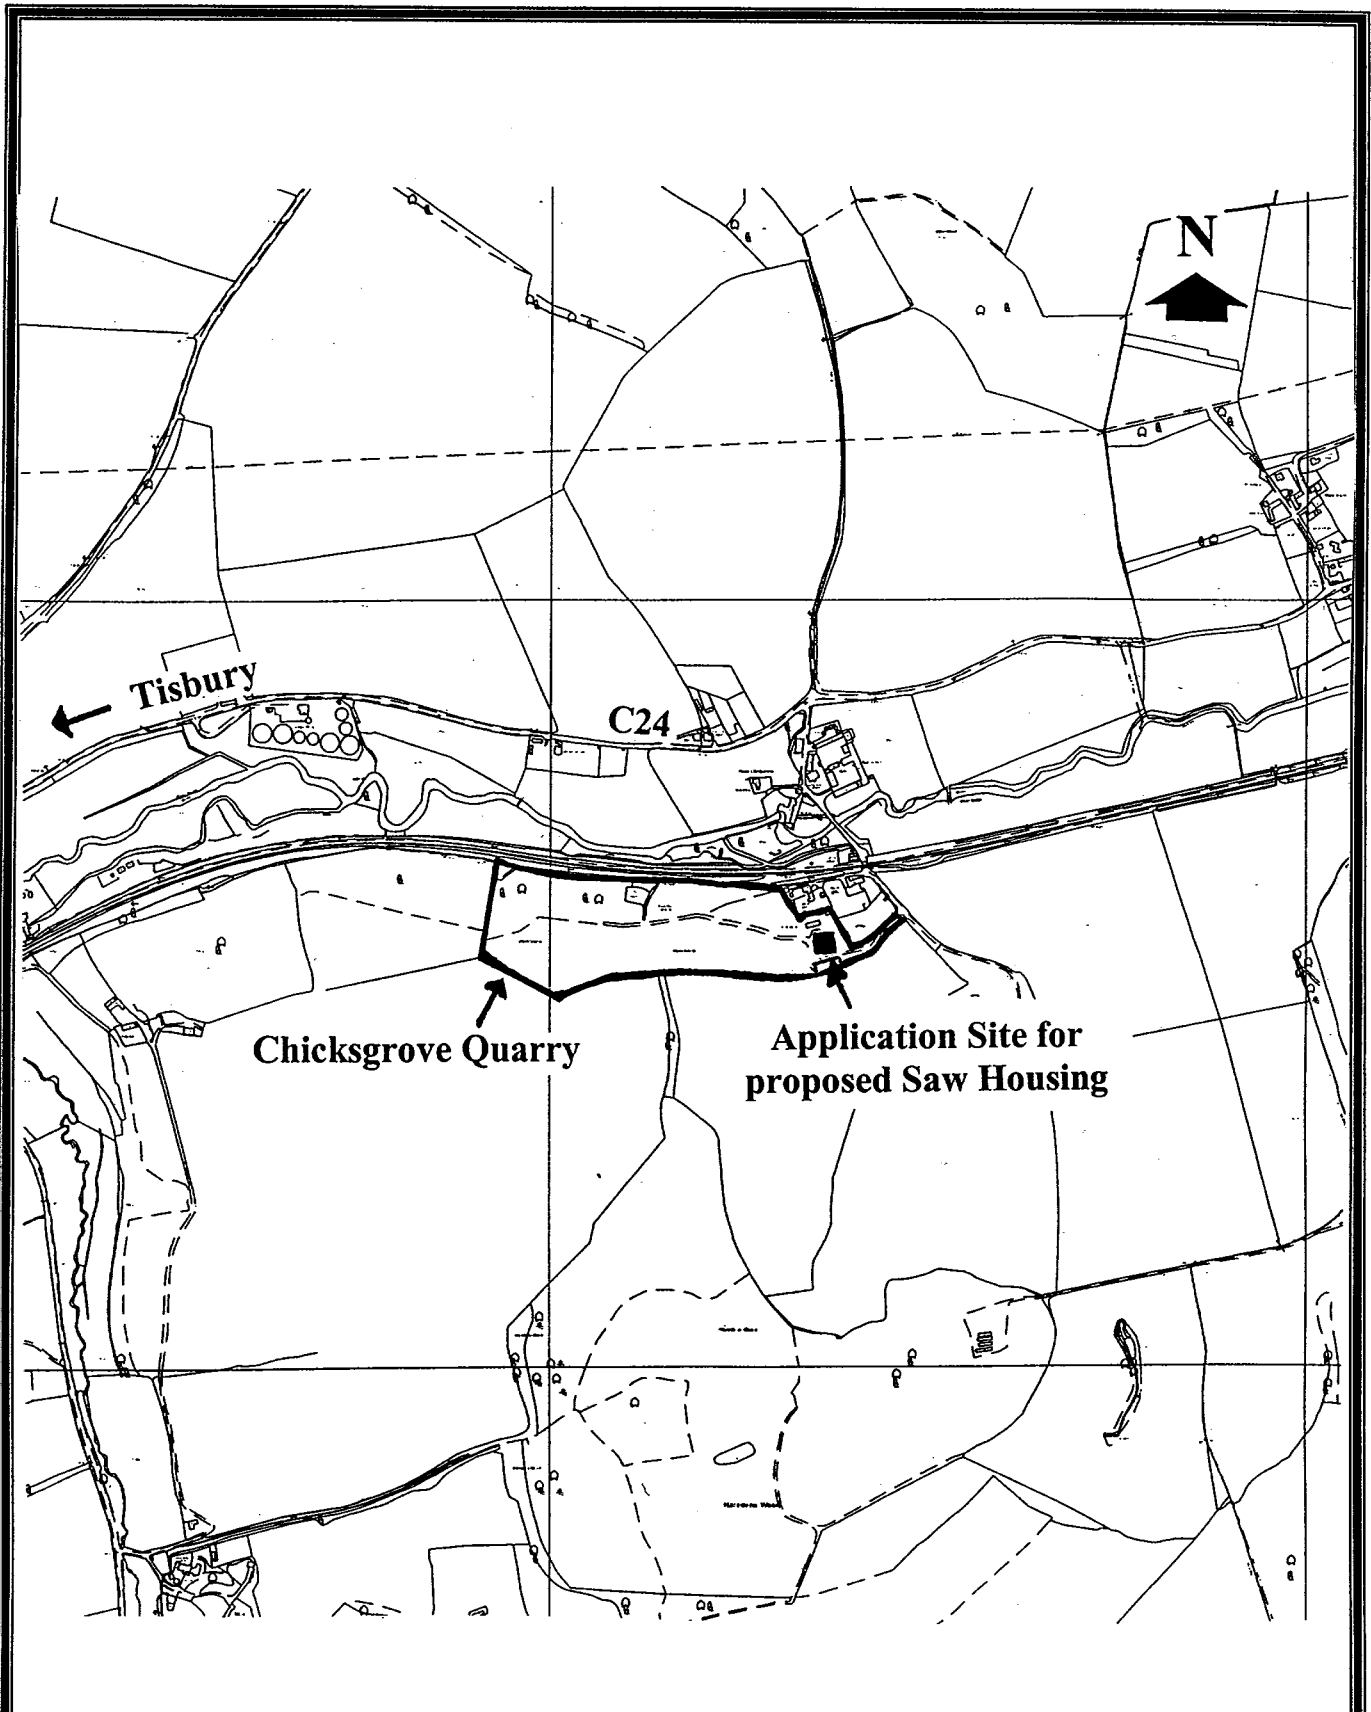 N
Tisbury
C24
Chicksgrove Quarry
Application Site for
proposed Saw Housing